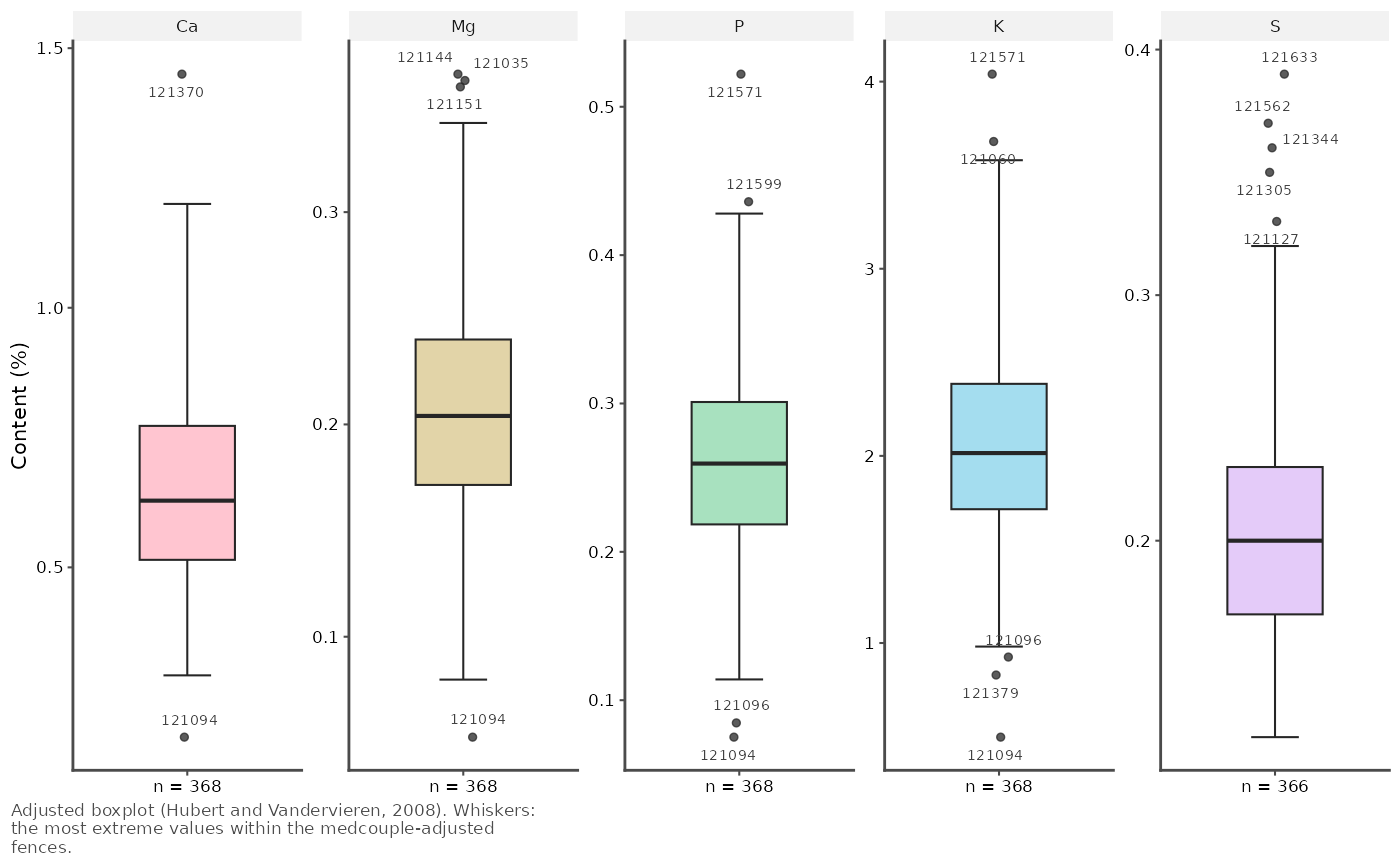 Ca
Mg
P
K
S
Content (%)
1.5
1.0
0.5
121370
121094
n = 368
0.3
0.2
0.1
121144
121035
121151
121094
n = 368
0.5
0.4
0.3
0.2
0.1
121571
121599
121096
121094
n = 368
4
3
2
1
121571
121060
121096
121379
121094
n = 368
0.4
0.3
0.2
121633
121562
121344
121305
121127
n = 366
Adjusted boxplot (Hubert and Vandervieren, 2008). Whiskers:
the most extreme values within the medcouple-adjusted
fences.